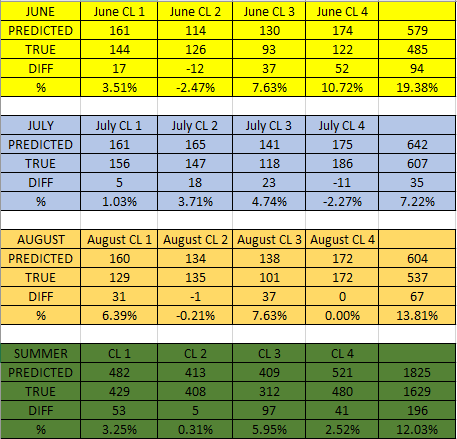 JUNE June CL 1 June CL 2 June CL 3 June CL 4
PREDICTED 161 114 130 174 579
TRUE 144 126 93 122 485
DIFF 17 -12 37 52 94
% 3.51% -2.47% 7.63% 10.72% 19.38%
JULY July CL 1 July CL 2 July CL 3 July CL 4
PREDICTED 161 165 141 175 642
TRUE 156 147 118 186 607
DIFF 5 18 23 -11 35
% 1.03% 3.71% 4.74% -2.27% 7.22%
AUGUST August CL 1 August CL 2 August CL 3 August CL 4
PREDICTED 160 134 138 172 604
TRUE 129 135 101 172 537
DIFF 31 -1 37 0 67
% 6.39% -0.21% 7.63% 0.00% 13.81%
SUMMER CL 1 CL 2 CL 3 CL 4
PREDICTED 482 413 409 521 1825
TRUE 429 408 312 480 1629
DIFF 53 5 97 41 196
% 3.25% 0.31% 5.95% 2.52% 12.03%